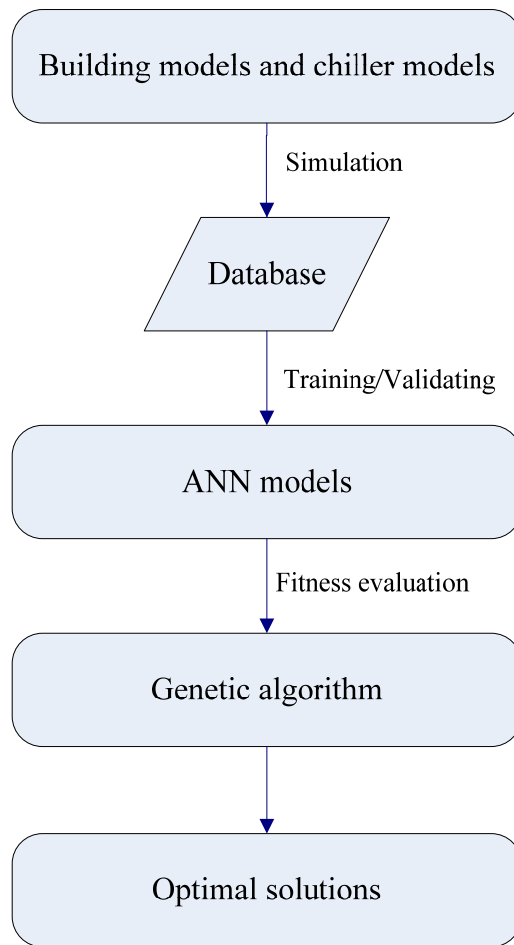 Building models and chiller models
Simulation
Database
Training/Validating
ANN models
Fitness evaluation
Genetic algorithm
Optimal solutions